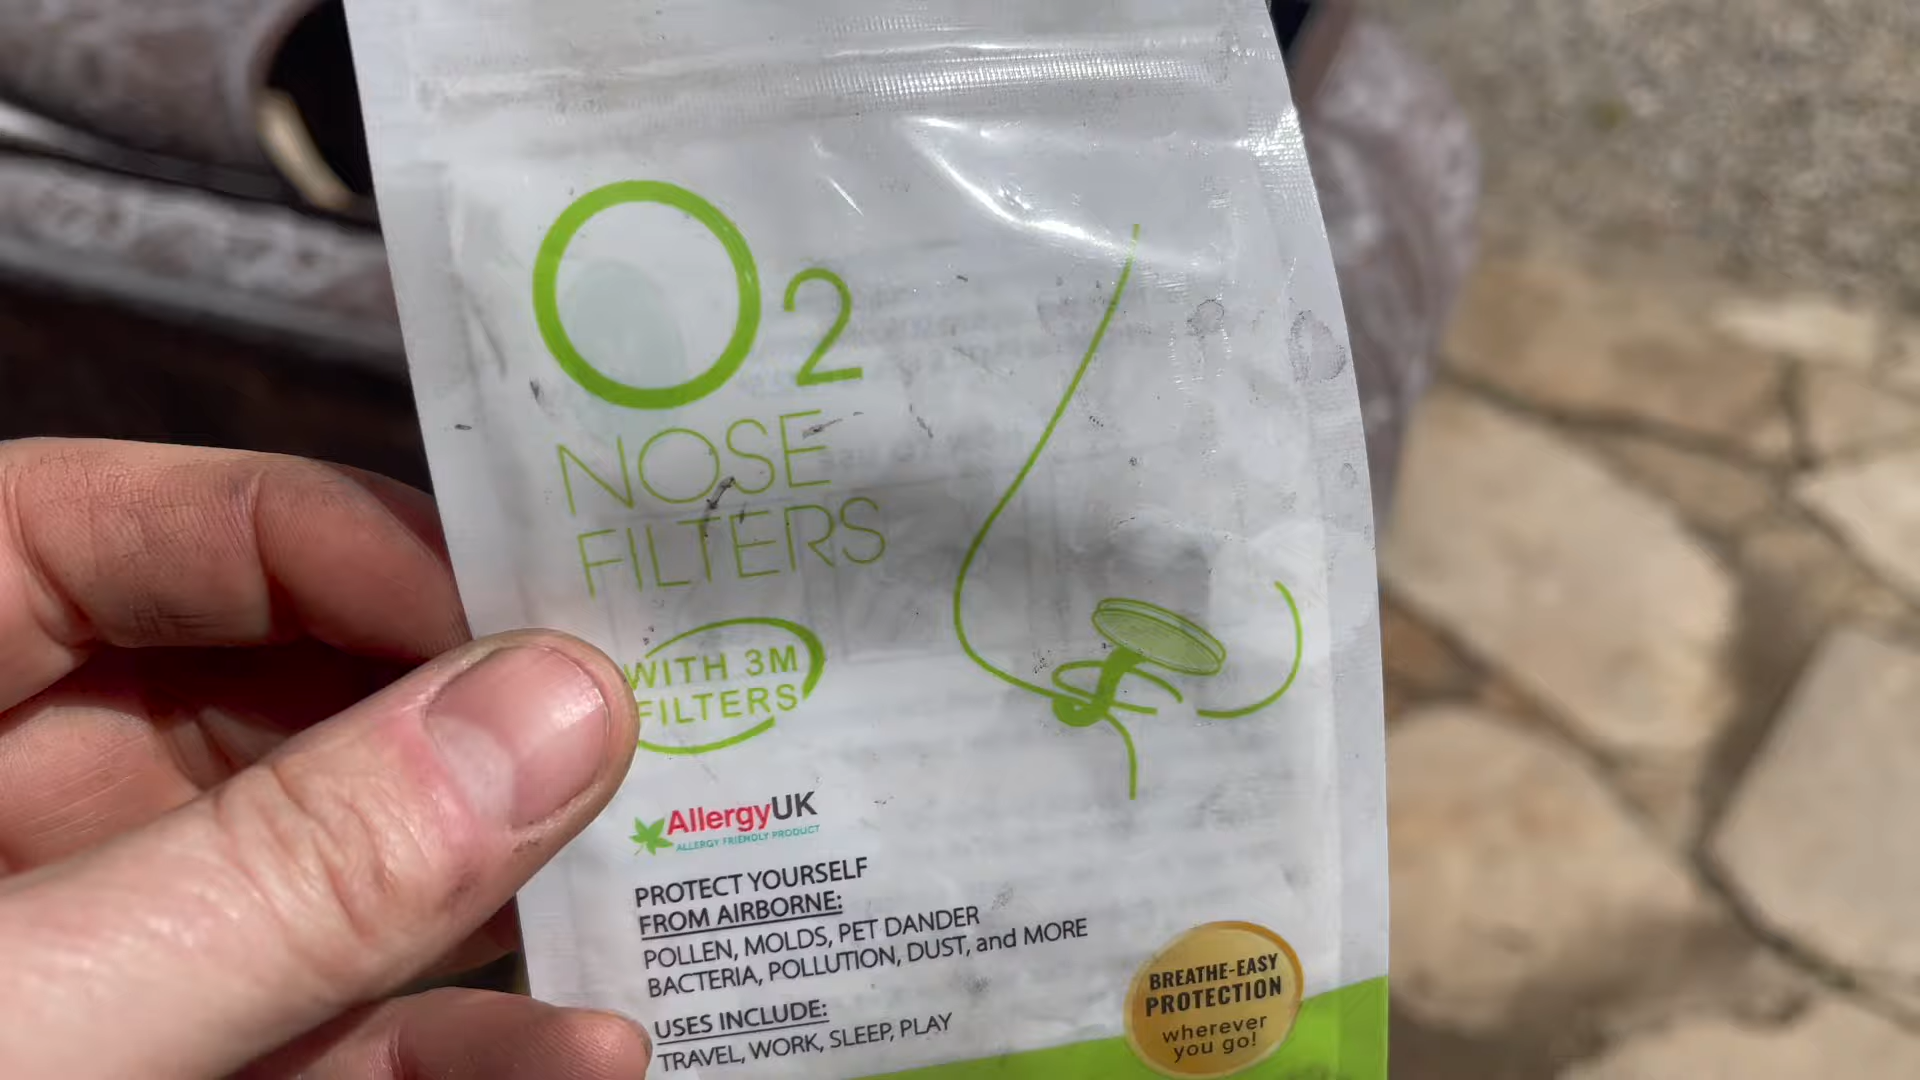 O2
NOSE
FILTERS
WITH 3M
FILTERS
AllergyUK
ALLERGY FRIENDLY PRODUCT
PROTECT YOURSELF
FROM AIRBORNE:
POLLEN, MOLDS, PET DANDER
BACTERIA, POLLUTION, DUST, and MORE
USES INCLUDE:
TRAVEL, WORK, SLEEP, PLAY
BREATHE-EASY
PROTECTION
wherever
you go!